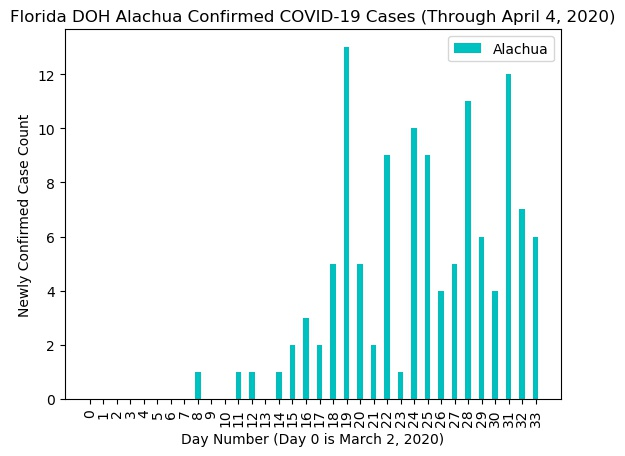 Florida DOH Alachua Confirmed COVID-19 Cases (Through April 4, 2020)
Alachua
Newly Confirmed Case Count
12
10
8
6
4
2
0
0 1 2 3 4 5 6 7 8 9 10 11 12 13 14 15 16 17 18 19 20 21 22 23 24 25 26 27 28 29 30 31 32 33
Day Number (Day 0 is March 2, 2020)